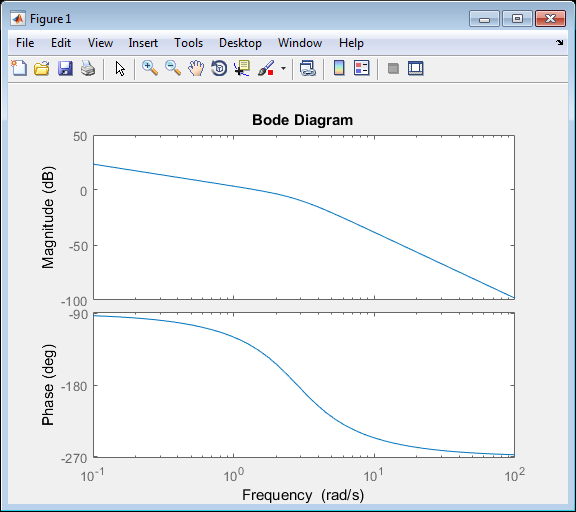 Figure 1
File Edit View Insert Tools Desktop Window Help
Bode Diagram
Magnitude (dB)
50
0
-50
-100
Phase (deg)
-90
-180
-270
10-1 100 101 102
Frequency (rad/s)